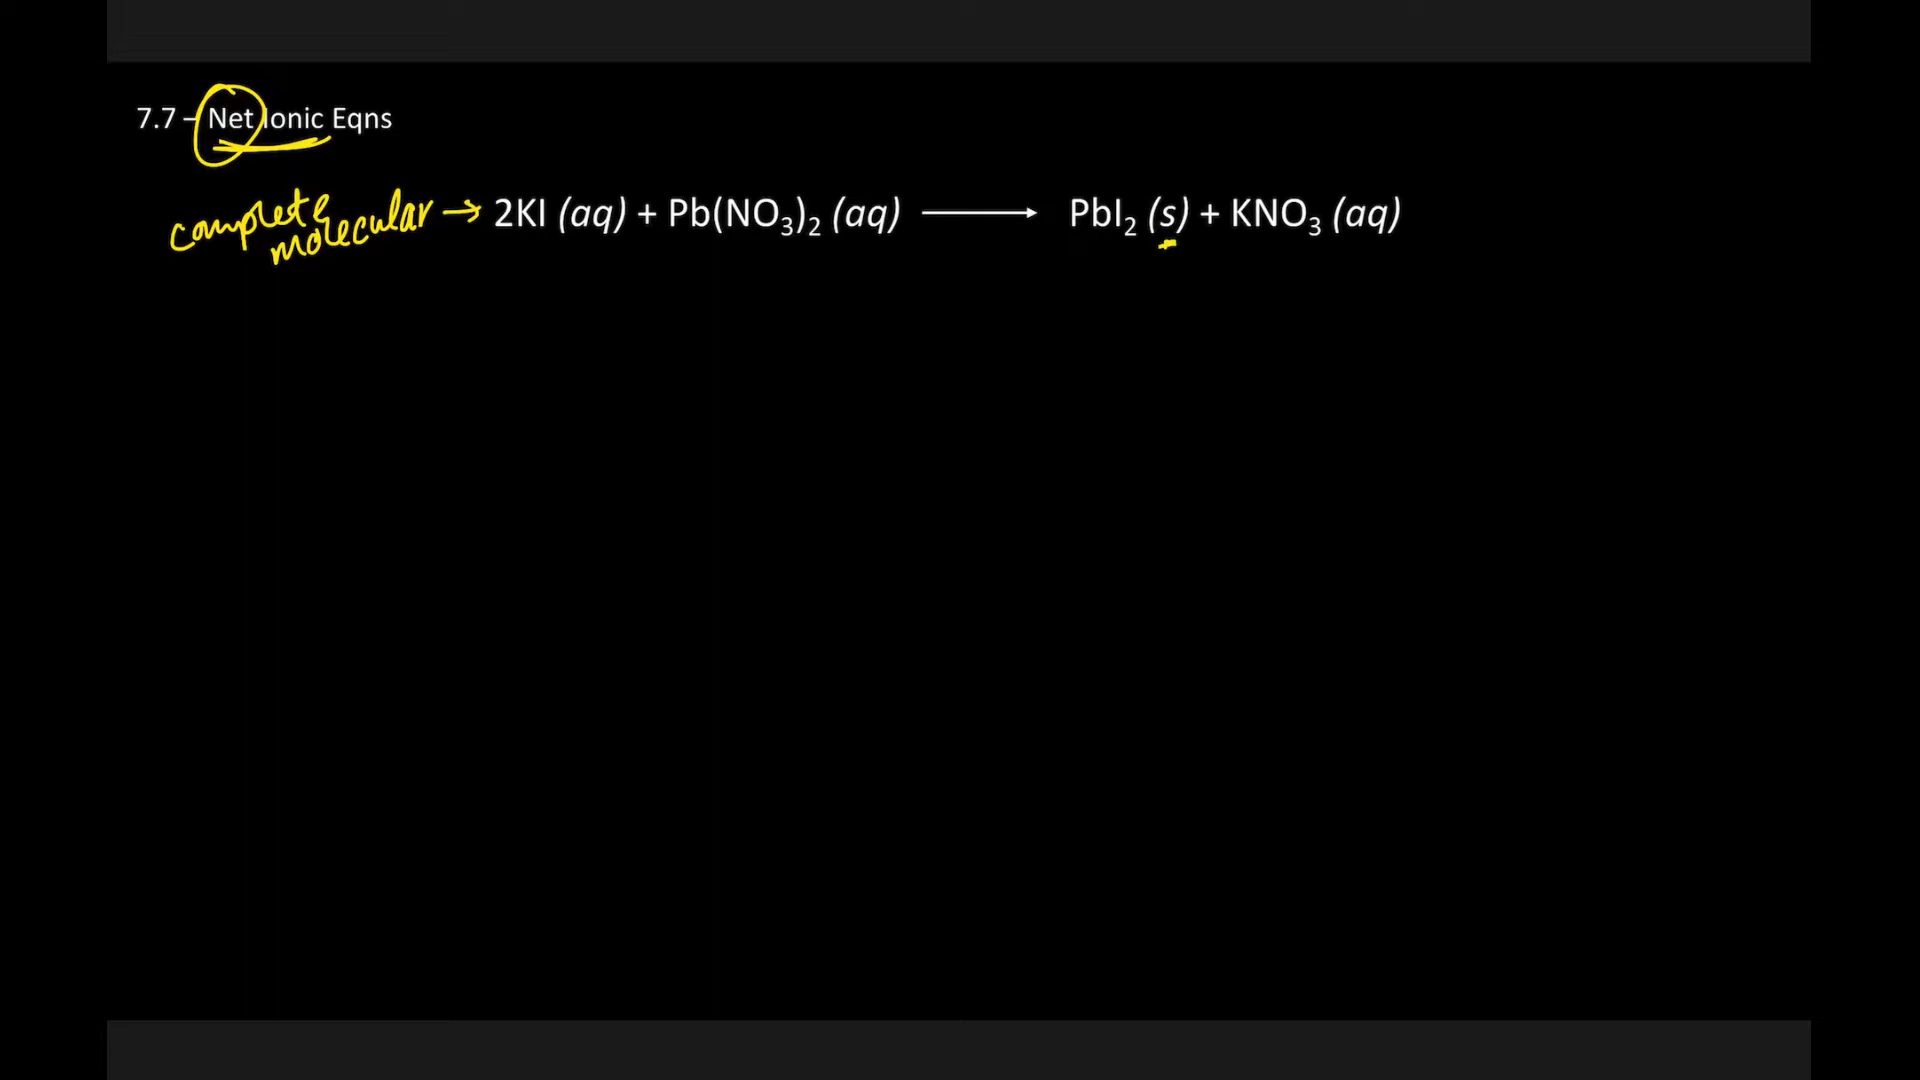 7.7 – Net Ionic Eqns
complete molecular → 2KI (aq) + Pb(NO₃)₂ (aq) ⟶ PbI₂ (s) + KNO₃ (aq)